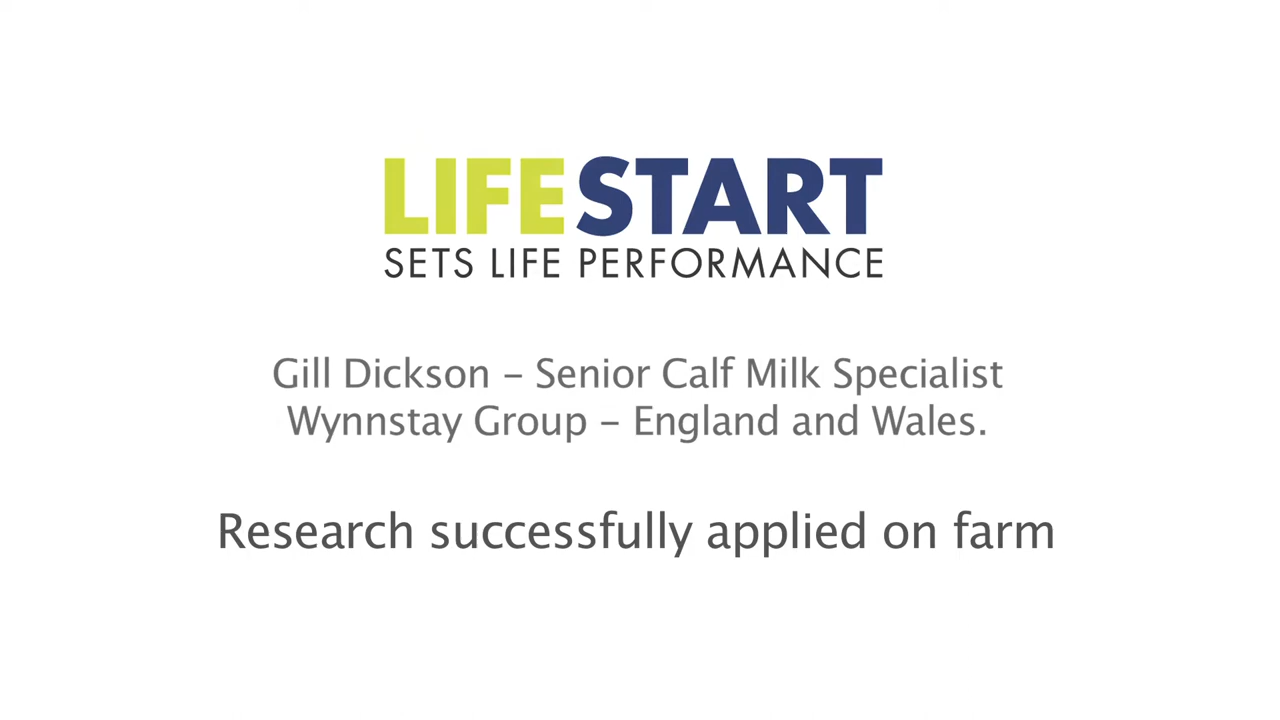 LIFESTART
SETS LIFE PERFORMANCE
Gill Dickson – Senior Calf Milk Specialist
Wynnstay Group – England and Wales.
Research successfully applied on farm